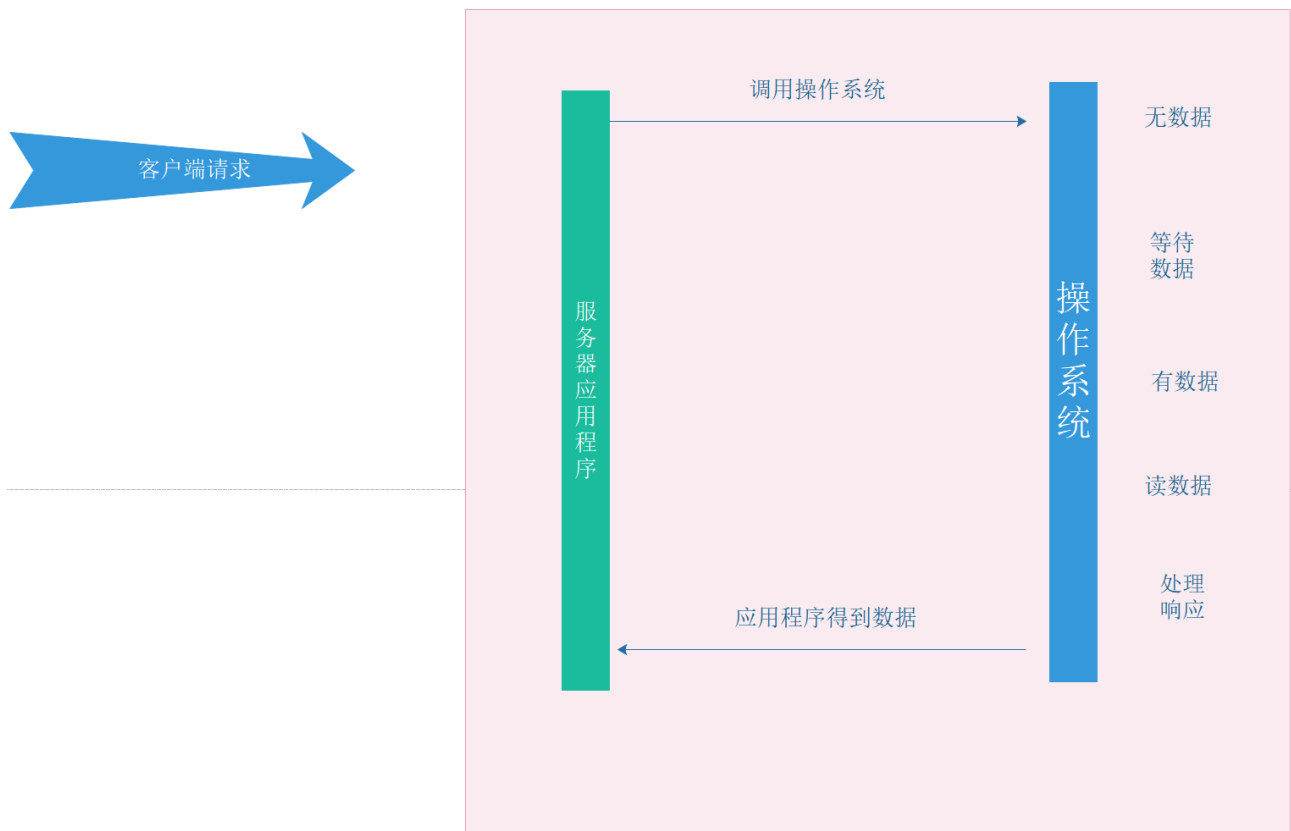 客户端请求
调用操作系统
无数据
等待
数据
服务器应用程序
操作系统
有数据
读数据
处理
响应
应用程序得到数据